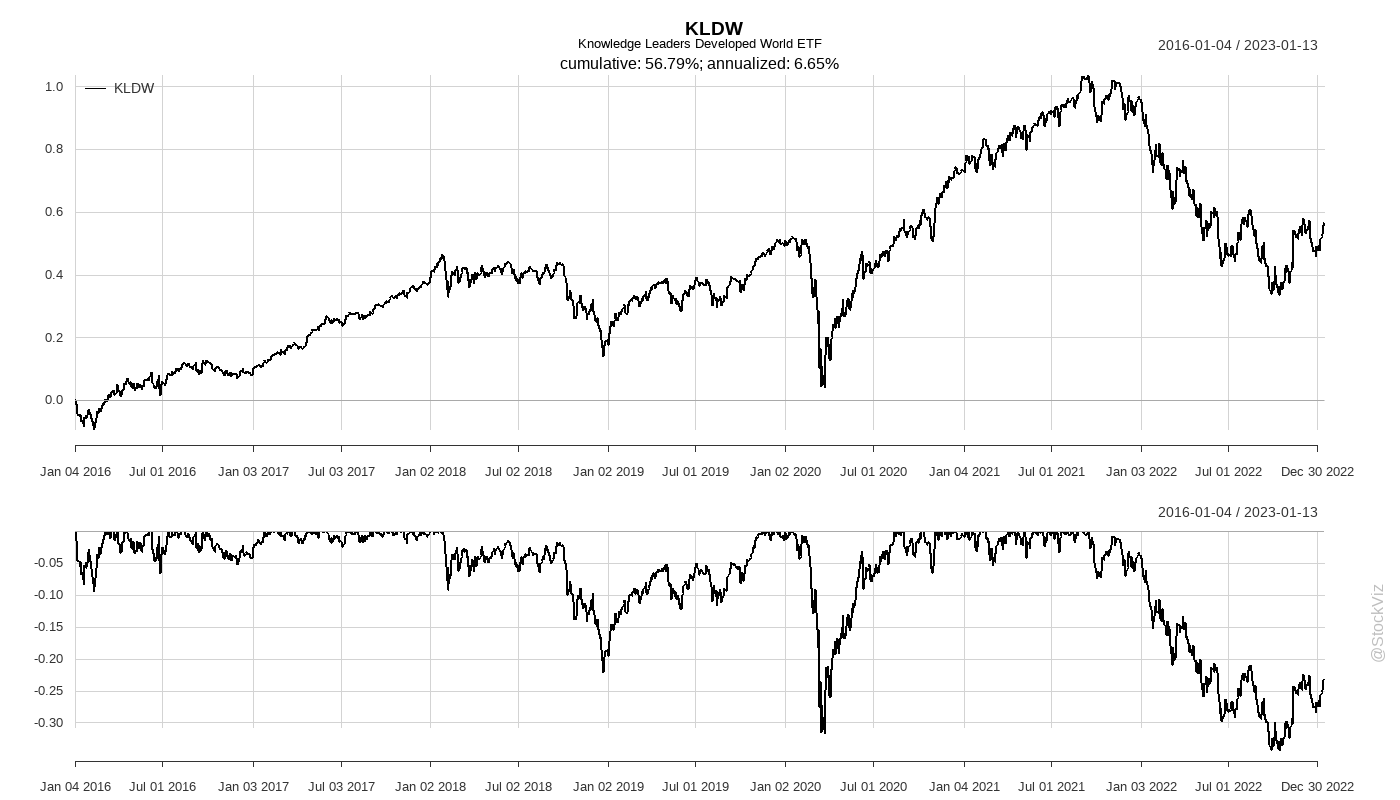 KLDW
Knowledge Leaders Developed World ETF
2016-01-04 / 2023-01-13
cumulative: 56.79%; annualized: 6.65%
KLDW
1.0
0.8
0.6
0.4
0.2
0.0
Jan 04 2016 Jul 01 2016 Jan 03 2017 Jul 03 2017 Jan 02 2018 Jul 02 2018 Jan 02 2019 Jul 01 2019 Jan 02 2020 Jul 01 2020 Jan 04 2021 Jul 01 2021 Jan 03 2022 Jul 01 2022 Dec 30 2022
2016-01-04 / 2023-01-13
-0.05
-0.10
-0.15
-0.20
-0.25
-0.30
Jan 04 2016 Jul 01 2016 Jan 03 2017 Jul 03 2017 Jan 02 2018 Jul 02 2018 Jan 02 2019 Jul 01 2019 Jan 02 2020 Jul 01 2020 Jan 04 2021 Jul 01 2021 Jan 03 2022 Jul 01 2022 Dec 30 2022
@StockViz